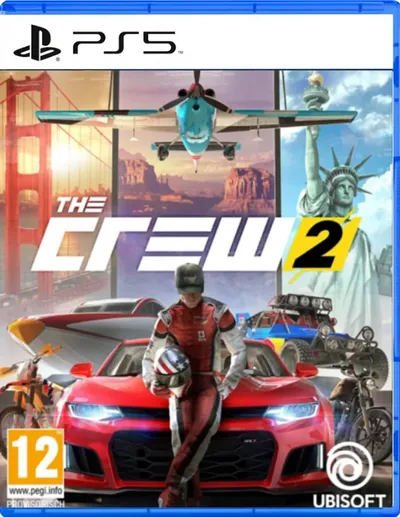 PS5
THE
CREW 2
12
www.pegi.info
PROVISORISCH
UBISOFT